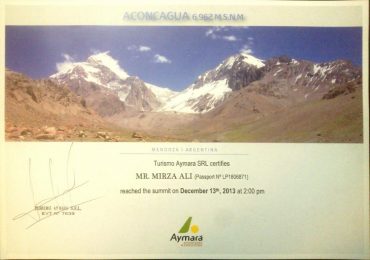 ACONCAGUA 6.962 M.S.N.M
MENDOZA - ARGENTINA
Turismo Aymara SRL certifies
MR. MIRZA ALI (Passport Nº LP1806871)
reached the summit on December 13th, 2013 at 2:00 pm
Aymara